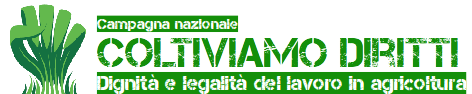 Campagna nazionale
COLTIVIAMO DIRITTI
Dignità e legalità del lavoro in agricoltura